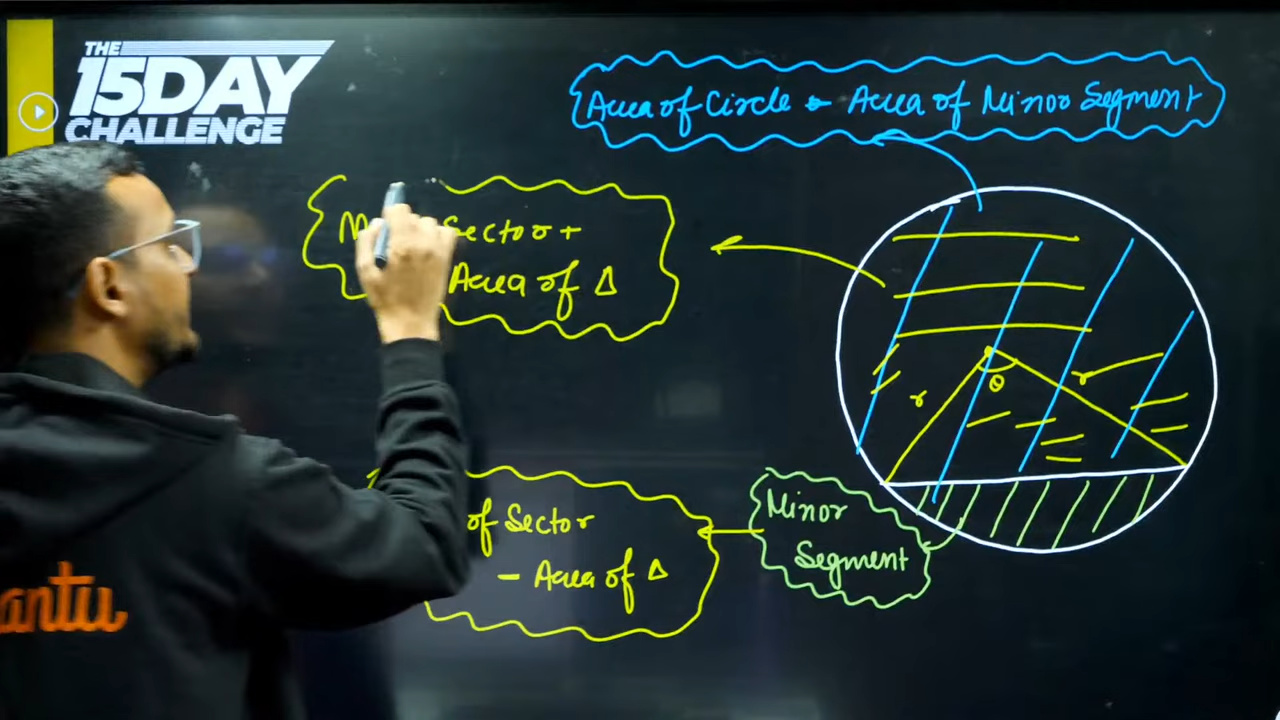 THE
15DAY
CHALLENGE
Area of Circle - Area of Minor Segment
Sector +
Area of Δ
r
θ
r
of Sector
- Area of Δ
Minor
Segment
antu